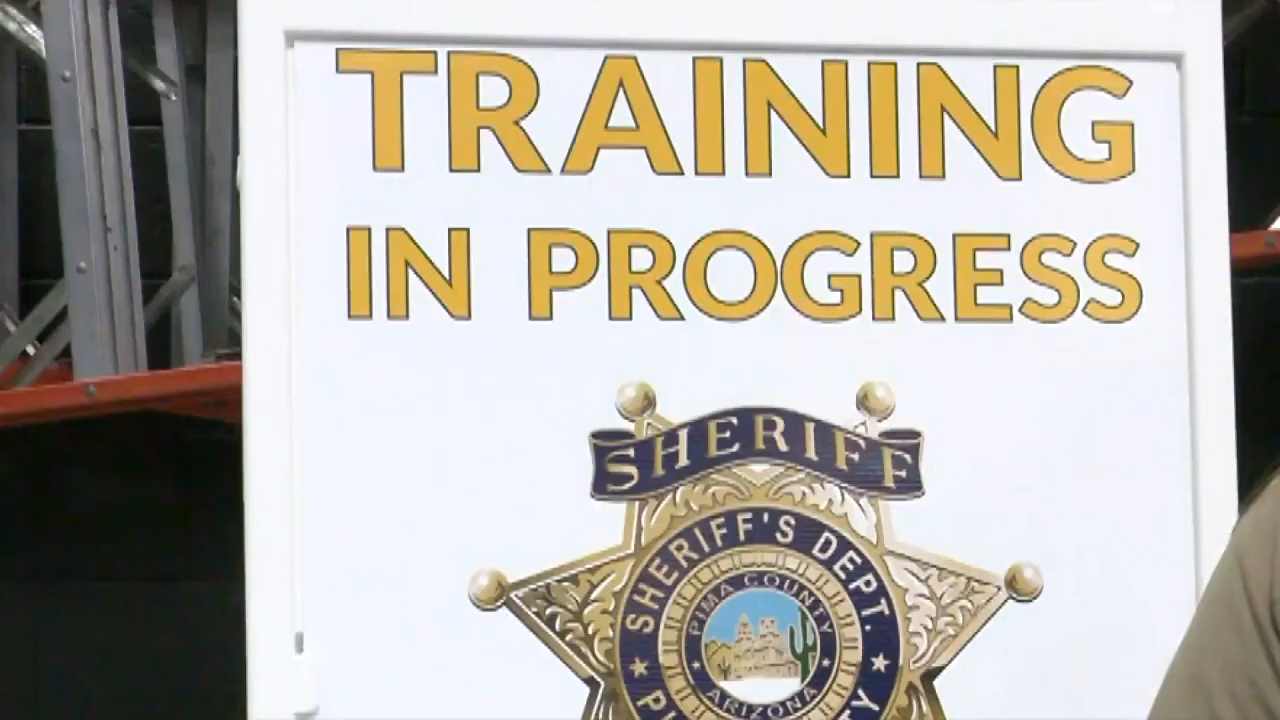 TRAINING
IN PROGRESS
SHERIFF
SHERIFF'S DEPT.
PIMA COUNTY
ARIZONA